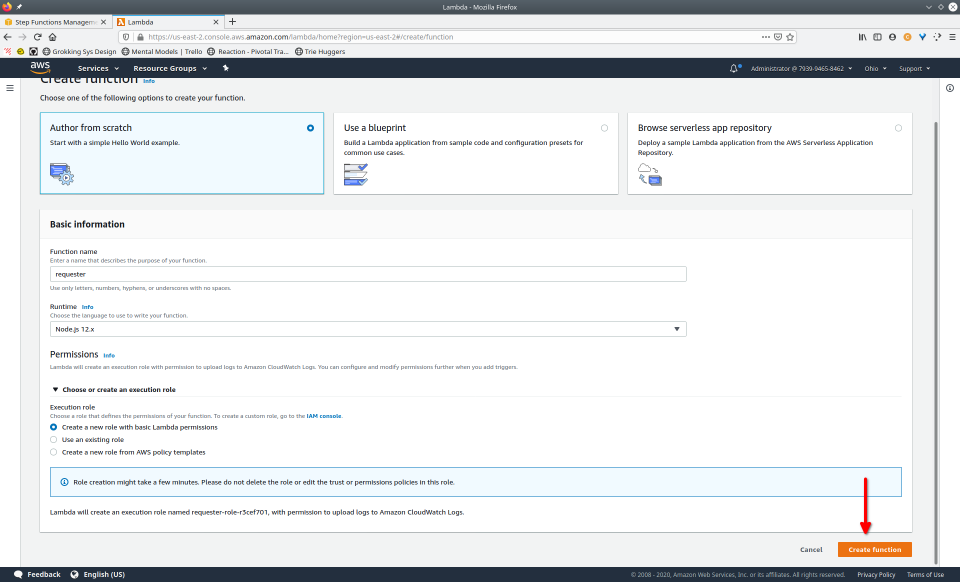 Lambda - Mozilla Firefox
Step Functions Managem
Lambda
https://us-east-2.console.aws.amazon.com/lambda/home?region=us-east-2#/create/function
Grokking Sys Design
Mental Models | Trello
Reaction - Pivotal Tra...
Trie Huggers
aws
Services
Resource Groups
Administrator @ 7939-9465-8462
Ohio
Support
Create function Info
Choose one of the following options to create your function.
Author from scratch
Start with a simple Hello World example.
Use a blueprint
Build a Lambda application from sample code and configuration presets for
common use cases.
Browse serverless app repository
Deploy a sample Lambda application from the AWS Serverless Application
Repository.
Basic information
Function name
Enter a name that describes the purpose of your function.
requester
Use only letters, numbers, hyphens, or underscores with no spaces.
Runtime Info
Choose the language to use to write your function.
Node.js 12.x
Permissions Info
Lambda will create an execution role with permission to upload logs to Amazon CloudWatch Logs. You can configure and modify permissions further when you add triggers.
Choose or create an execution role
Execution role
Choose a role that defines the permissions of your function. To create a custom role, go to the IAM console.
Create a new role with basic Lambda permissions
Use an existing role
Create a new role from AWS policy templates
Role creation might take a few minutes. Please do not delete the role or edit the trust or permissions policies in this role.
Lambda will create an execution role named requester-role-r3cef701, with permission to upload logs to Amazon CloudWatch Logs.
Cancel
Create function
Feedback
English (US)
© 2008 - 2020, Amazon Web Services, Inc. or its affiliates. All rights reserved.
Privacy Policy
Terms of Use